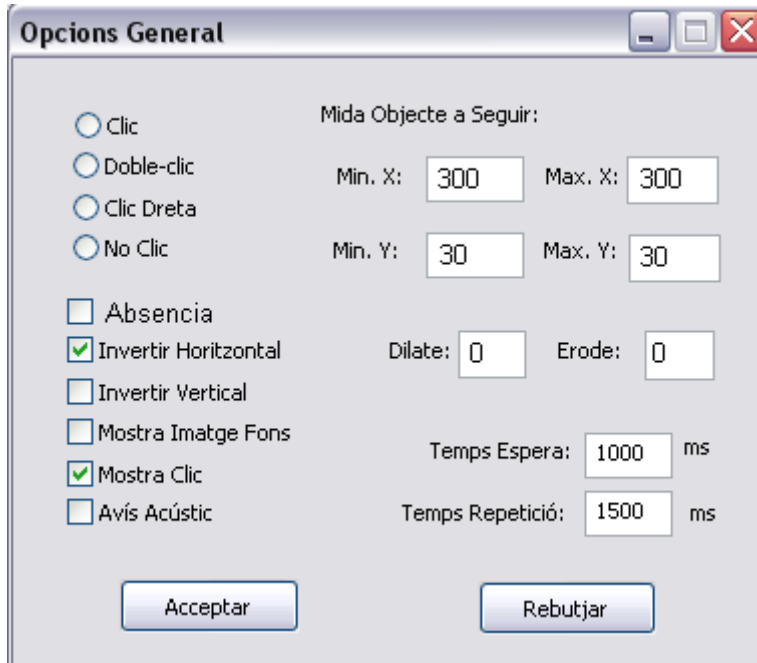 Opcions General
Clic
Doble-clic
Clic Dreta
No Clic
Absencia
Invertir Horitzontal
Invertir Vertical
Mostra Imatge Fons
Mostra Clic
Avís Acústic
Mida Objecte a Seguir:
Min. X: 300 Max. X: 300
Min. Y: 30 Max. Y: 30
Dilate: 0 Erode: 0
Temps Espera: 1000 ms
Temps Repetició: 1500 ms
Acceptar Rebutjar